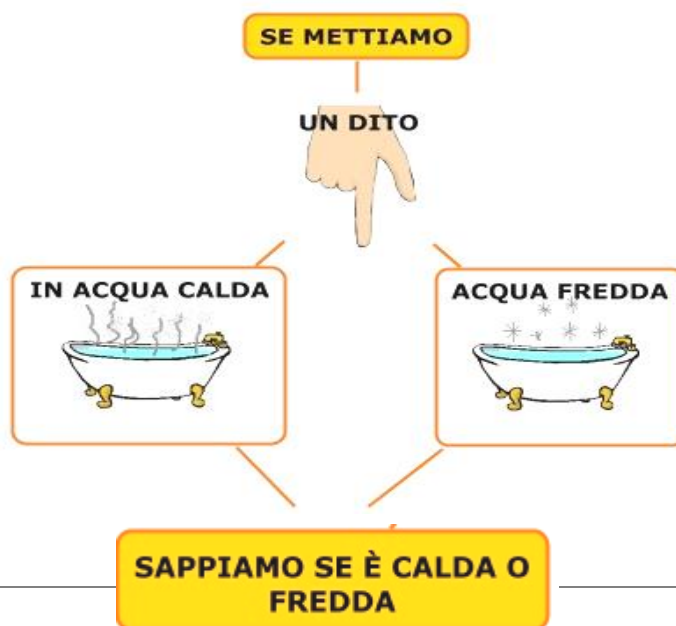 SE METTIAMO
UN DITO
IN ACQUA CALDA
ACQUA FREDDA
SAPPIAMO SE È CALDA O
FREDDA